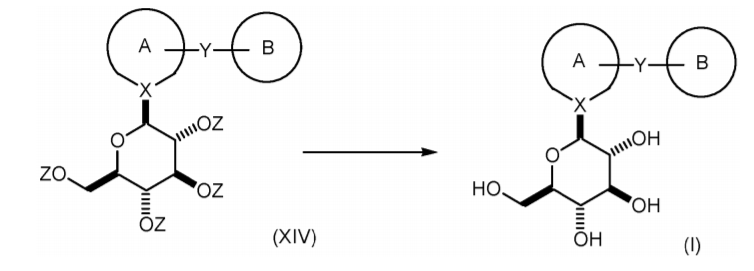 A Y B
X
O OZ
ZO OZ
OZ
(XIV)
A Y B
X
O OH
HO OH
OH
(I)